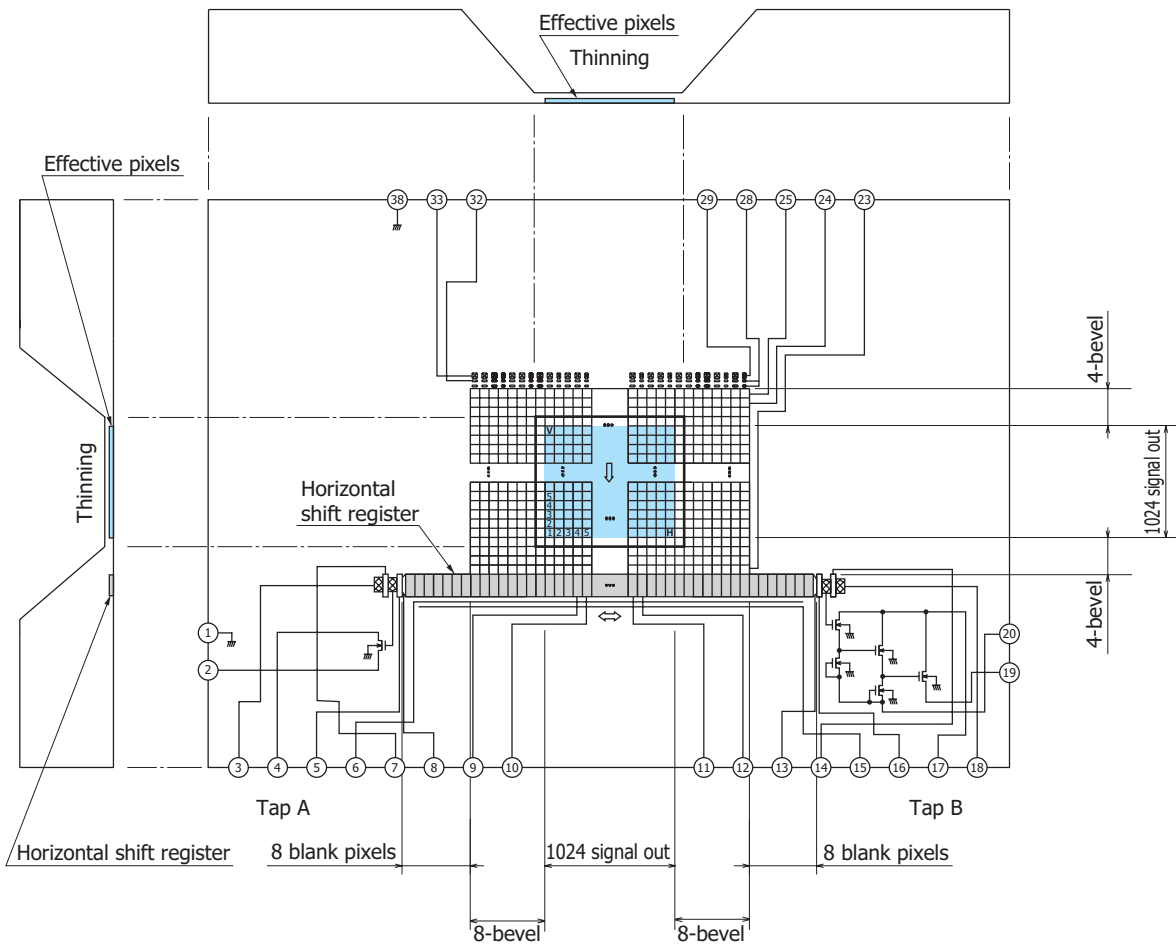 Effective pixels
Thinning
Effective pixels
38
33
32
29
28
25
24
23
4-bevel
Thinning
V
1024 signal out
Horizontal
shift register
5
4
3
2
1 2 3 4 5
H
4-bevel
1
2
20
19
3
4
5
6
7
8
9
10
11
12
13
14
15
16
17
18
Tap A
Tap B
Horizontal shift register
8 blank pixels
1024 signal out
8 blank pixels
8-bevel
8-bevel